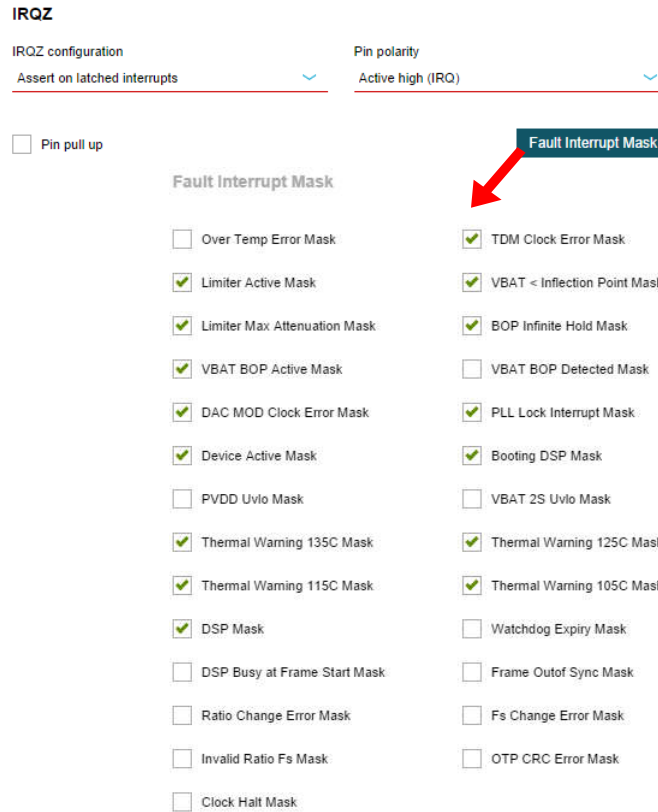 IRQZ
IRQZ configuration Pin polarity
Assert on latched interrupts Active high (IRQ)
Pin pull up Fault Interrupt Mask
Fault Interrupt Mask
Over Temp Error Mask TDM Clock Error Mask
Limiter Active Mask VBAT < Inflection Point Mask
Limiter Max Attenuation Mask BOP Infinite Hold Mask
VBAT BOP Active Mask VBAT BOP Detected Mask
DAC MOD Clock Error Mask PLL Lock Interrupt Mask
Device Active Mask Booting DSP Mask
PVDD Uvlo Mask VBAT 2S Uvlo Mask
Thermal Warning 135C Mask Thermal Warning 125C Mask
Thermal Warning 115C Mask Thermal Warning 105C Mask
DSP Mask Watchdog Expiry Mask
DSP Busy at Frame Start Mask Frame Outof Sync Mask
Ratio Change Error Mask Fs Change Error Mask
Invalid Ratio Fs Mask OTP CRC Error Mask
Clock Halt Mask